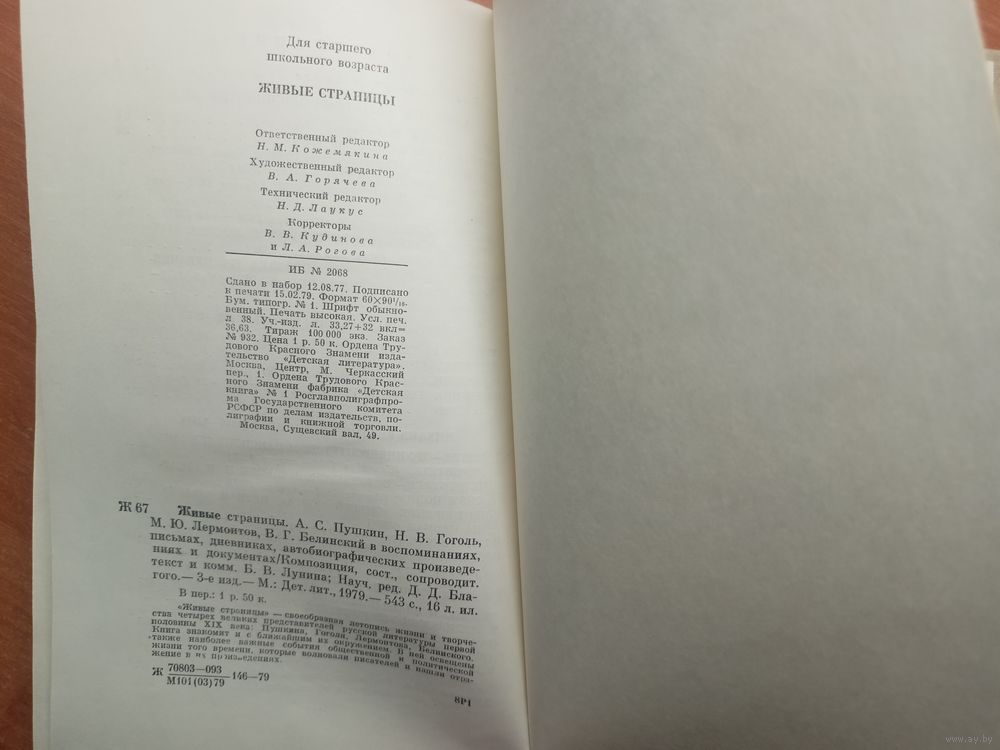 Для старшего
школьного возраста
ЖИВЫЕ СТРАНИЦЫ
Ответственный редактор
Н. М. Кожемякина
Художественный редактор
В. А. Горячева
Технический редактор
Н. Д. Лаукус
Корректоры
В. В. Кудинова
и Л. А. Рогова
ИБ № 2068
Сдано в набор 12.08.77. Подписано
к печати 15.02.79. Формат 60×90¹/₁₆.
Бум. типогр. № 1. Шрифт обыкно-
венный. Печать высокая. Усл. печ.
л. 38. Уч.-изд. л. 33,27+32 вкл=
36,63. Тираж 100 000 экз. Заказ
№ 932. Цена 1 р. 50 к. Ордена Тру-
дового Красного Знамени изда-
тельство «Детская литература».
Москва, Центр, М. Черкасский
пер., 1. Ордена Трудового Крас-
ного Знамени фабрика «Детская
книга» № 1 Росглавполиграфпро-
ма Государственного комитета
РСФСР по делам издательств, по-
лиграфии и книжной торговли.
Москва, Сущевский вал, 49.
Ж 67 Живые страницы. А. С. Пушкин, Н. В. Гоголь,
М. Ю. Лермонтов, В. Г. Белинский в воспоминаниях,
письмах, дневниках, автобиографических произведе-
ниях и документах/Композиция, сост., сопроводит.
текст и комм. Б. В. Лунина; Науч. ред. Д. Д. Бла-
гого.— 3-е изд.— М.: Дет. лит., 1979.— 543 с., 16 л. ил.
В пер.: 1 р. 50 к.
«Живые страницы» — своеобразная летопись жизни и творче-
ства четырех великих представителей русской литературы первой
половины XIX века: Пушкина, Гоголя, Лермонтова, Белинского.
Книга знакомит и с ближайшим их окружением. В ней освещены
также наиболее важные события общественной и политической
жизни того времени, которые волновали писателей и нашли отра-
жение в их произведениях.
Ж 70803—093
М101(03)79 146—79
8Р1
www.ay.by